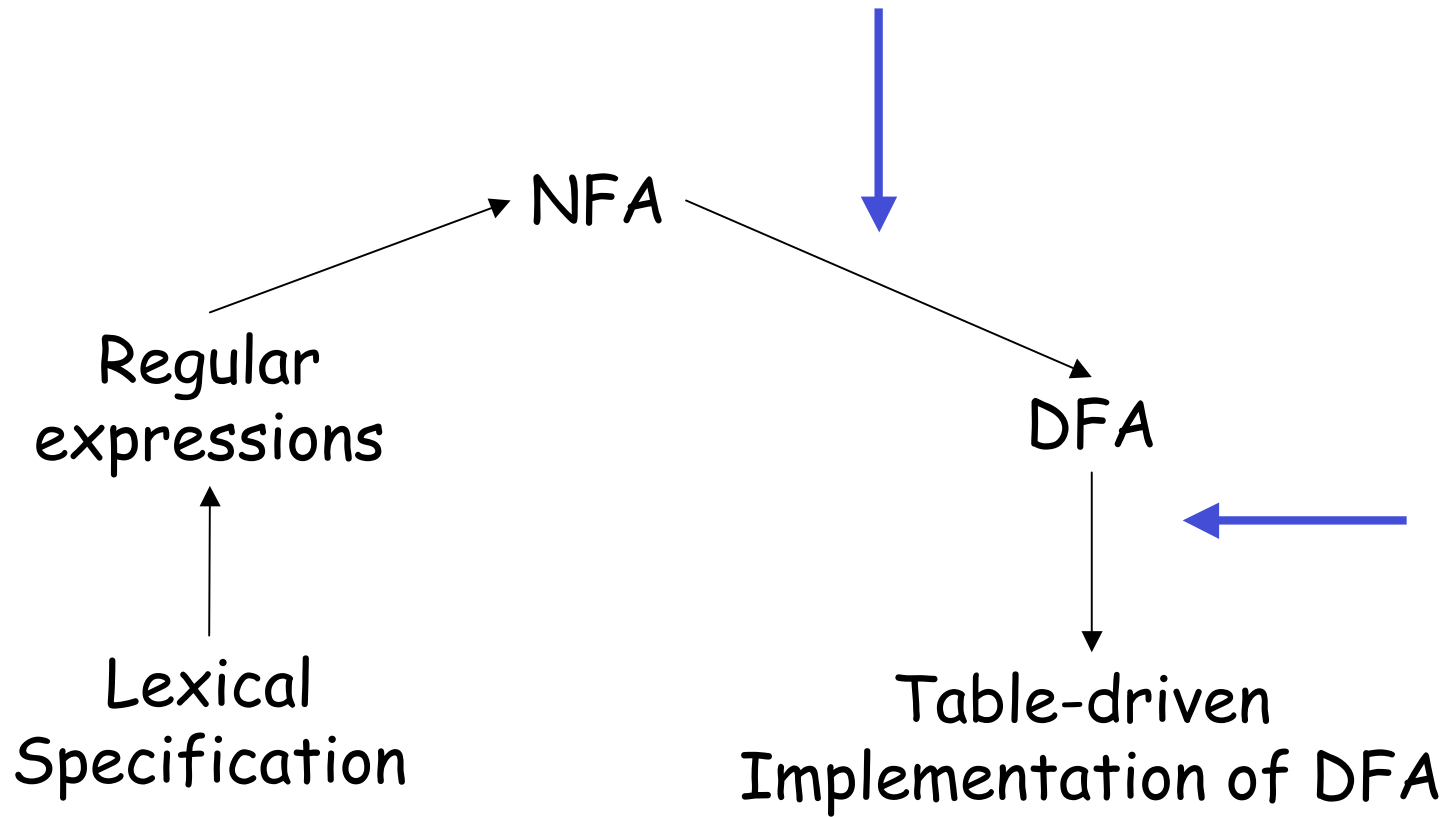 NFA
Regular
expressions
DFA
Lexical
Specification
Table-driven
Implementation of DFA